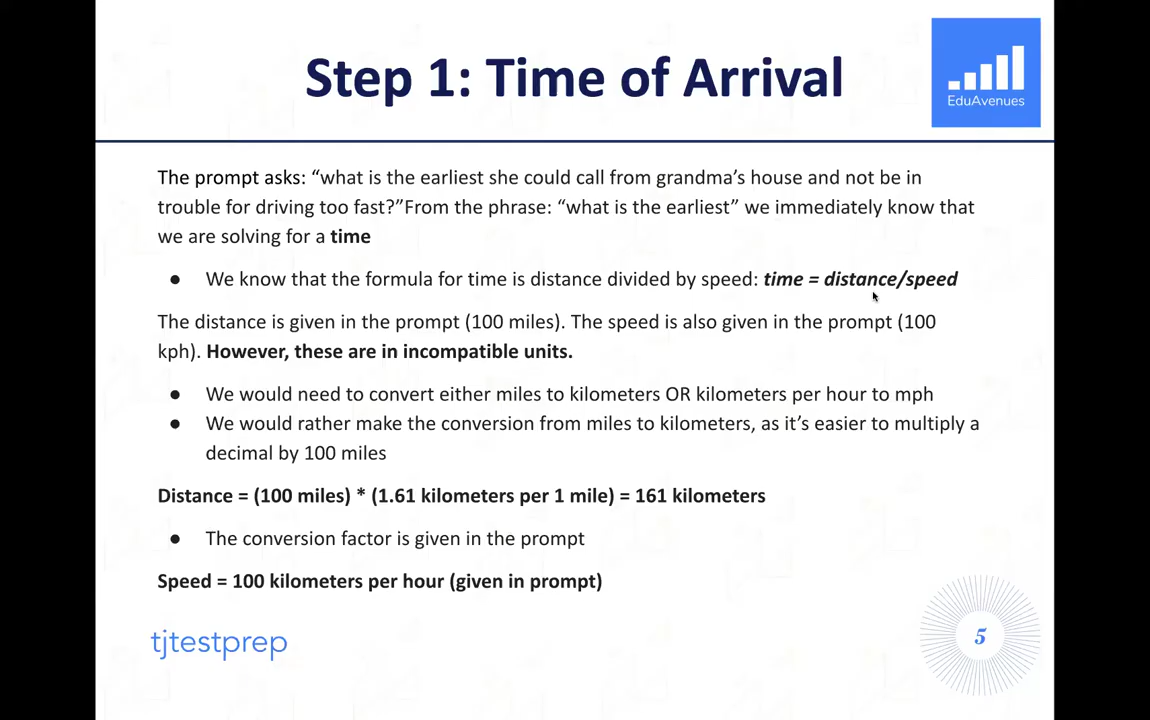 Step 1: Time of Arrival
EduAvenues
The prompt asks: “what is the earliest she could call from grandma’s house and not be in
trouble for driving too fast?”From the phrase: “what is the earliest” we immediately know that
we are solving for a time
● We know that the formula for time is distance divided by speed: time = distance/speed
The distance is given in the prompt (100 miles). The speed is also given in the prompt (100
kph). However, these are in incompatible units.
● We would need to convert either miles to kilometers OR kilometers per hour to mph
● We would rather make the conversion from miles to kilometers, as it’s easier to multiply a
decimal by 100 miles
Distance = (100 miles) * (1.61 kilometers per 1 mile) = 161 kilometers
● The conversion factor is given in the prompt
Speed = 100 kilometers per hour (given in prompt)
tjtestprep
5